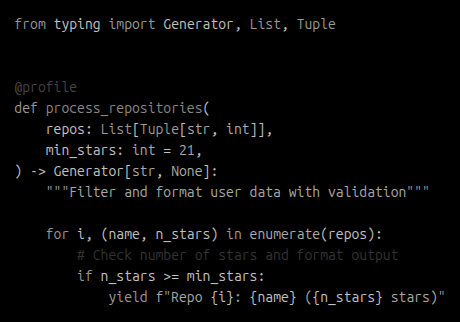 from typing import Generator, List, Tuple
@profile
def process_repositories(
    repos: List[Tuple[str, int]],
    min_stars: int = 21,
) -> Generator[str, None]:
    """Filter and format user data with validation"""
    for i, (name, n_stars) in enumerate(repos):
        # Check number of stars and format output
        if n_stars >= min_stars:
            yield f"Repo {i}: {name} ({n_stars} stars)"